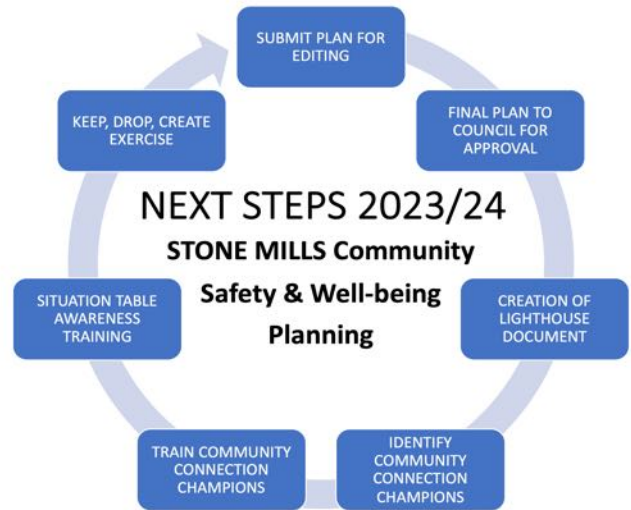 SUBMIT PLAN FOR
EDITING
FINAL PLAN TO
COUNCIL FOR
APPROVAL
CREATION OF
LIGHTHOUSE
DOCUMENT
IDENTIFY
COMMUNITY
CONNECTION
CHAMPIONS
TRAIN COMMUNITY
CONNECTION
CHAMPIONS
SITUATION TABLE
AWARENESS
TRAINING
KEEP, DROP, CREATE
EXERCISE
NEXT STEPS 2023/24
STONE MILLS Community
Safety & Well-being
Planning